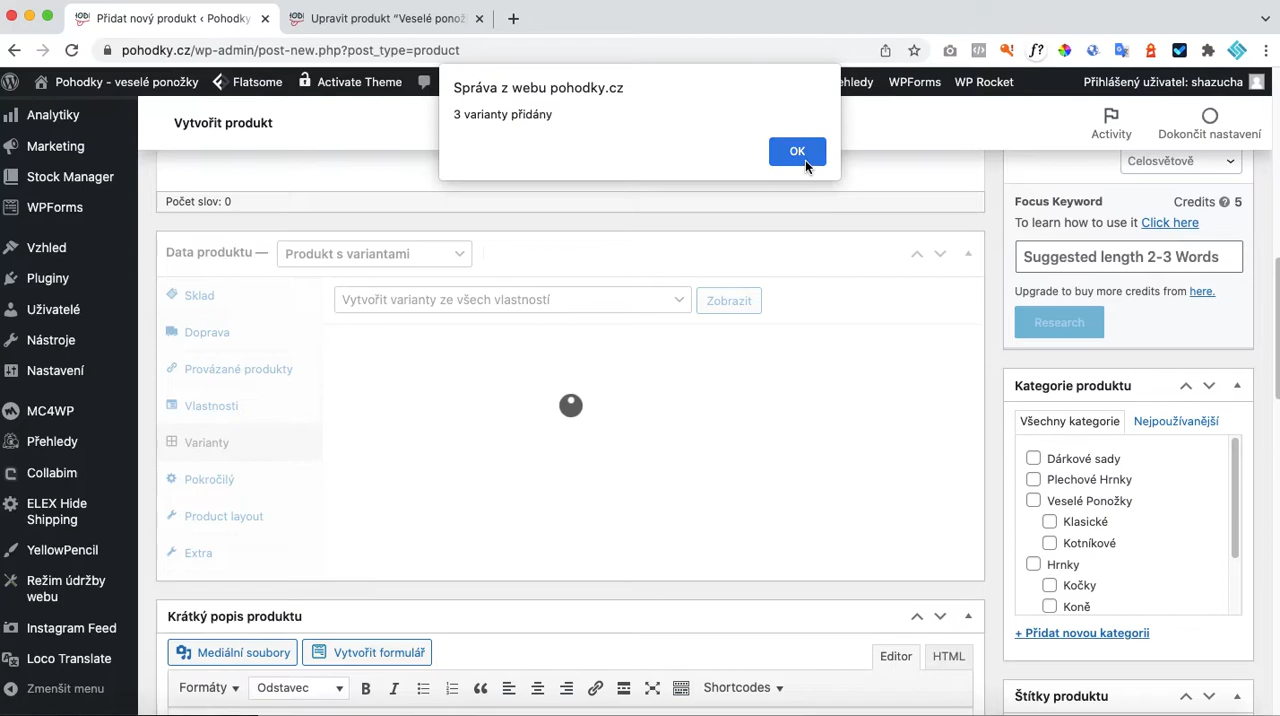 Přidat nový produkt ‹ Pohodky
Upravit produkt "Veselé ponož
pohodky.cz/wp-admin/post-new.php?post_type=product
Pohodky - veselé ponožky
Flatsome
Activate Theme
ehledy
WPForms
WP Rocket
Přihlášený uživatel: shazucha
Správa z webu pohodky.cz
3 varianty přidány
OK
Analytiky
Marketing
Stock Manager
WPForms
Vzhled
Pluginy
Uživatelé
Nástroje
Nastavení
MC4WP
Přehledy
Collabim
ELEX Hide
Shipping
YellowPencil
Režim údržby
webu
Instagram Feed
Loco Translate
Zmenšit menu
Vytvořit produkt
Activity
Dokončit nastavení
Počet slov: 0
Data produktu —
Produkt s variantami
Sklad
Doprava
Provázané produkty
Vlastnosti
Varianty
Pokročilý
Product layout
Extra
Vytvořit varianty ze všech vlastností
Zobrazit
Krátký popis produktu
Mediální soubory
Vytvořit formulář
Editor
HTML
Formáty
Odstavec
Shortcodes
Celosvětově
Focus Keyword
Credits
5
To learn how to use it Click here
Suggested length 2-3 Words
Upgrade to buy more credits from here.
Research
Kategorie produktu
Všechny kategorie
Nejpoužívanější
Dárkové sady
Plechové Hrnky
Veselé Ponožky
Klasické
Kotníkové
Hrnky
Kočky
Koně
+ Přidat novou kategorii
Štítky produktu